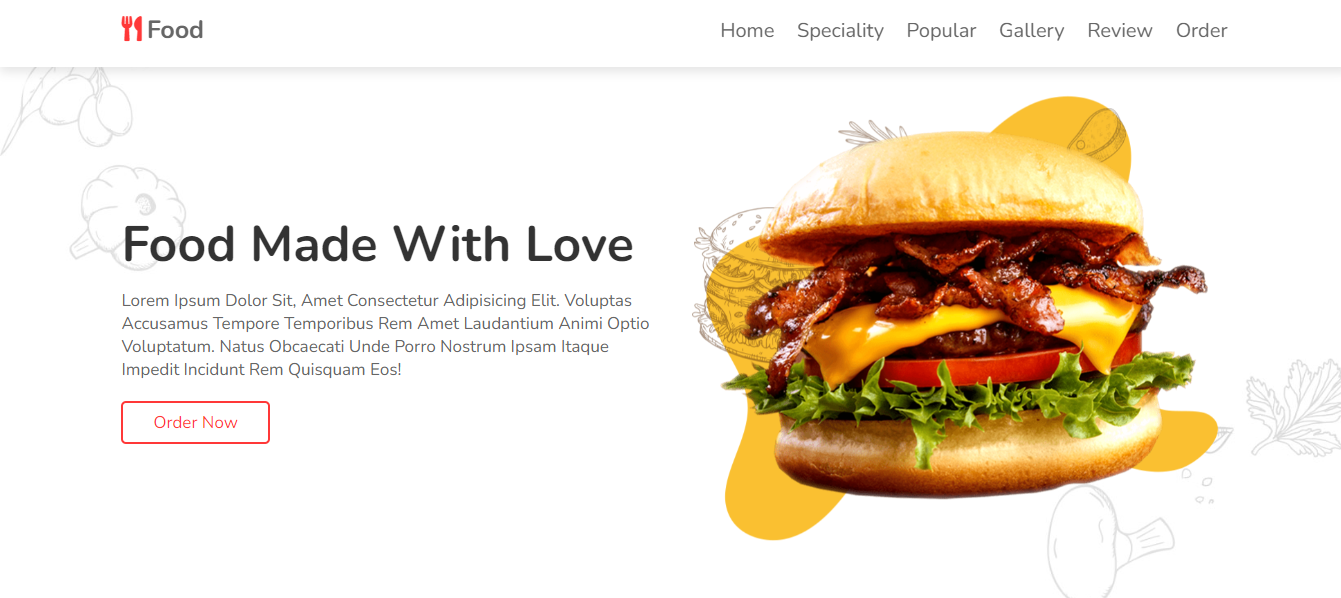 Food
Home Speciality Popular Gallery Review Order
Food Made With Love
Lorem Ipsum Dolor Sit, Amet Consectetur Adipisicing Elit. Voluptas
Accusamus Tempore Temporibus Rem Amet Laudantium Animi Optio
Voluptatum. Natus Obcaecati Unde Porro Nostrum Ipsam Itaque
Impedit Incidunt Rem Quisquam Eos!
Order Now